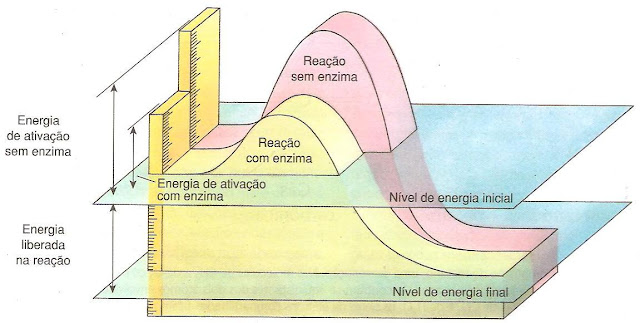 Energia
de ativação
sem enzima
Reação
sem enzima
Reação
com enzima
Energia de ativação
com enzima
Nível de energia inicial
Energia
liberada
na reação
Nível de energia final